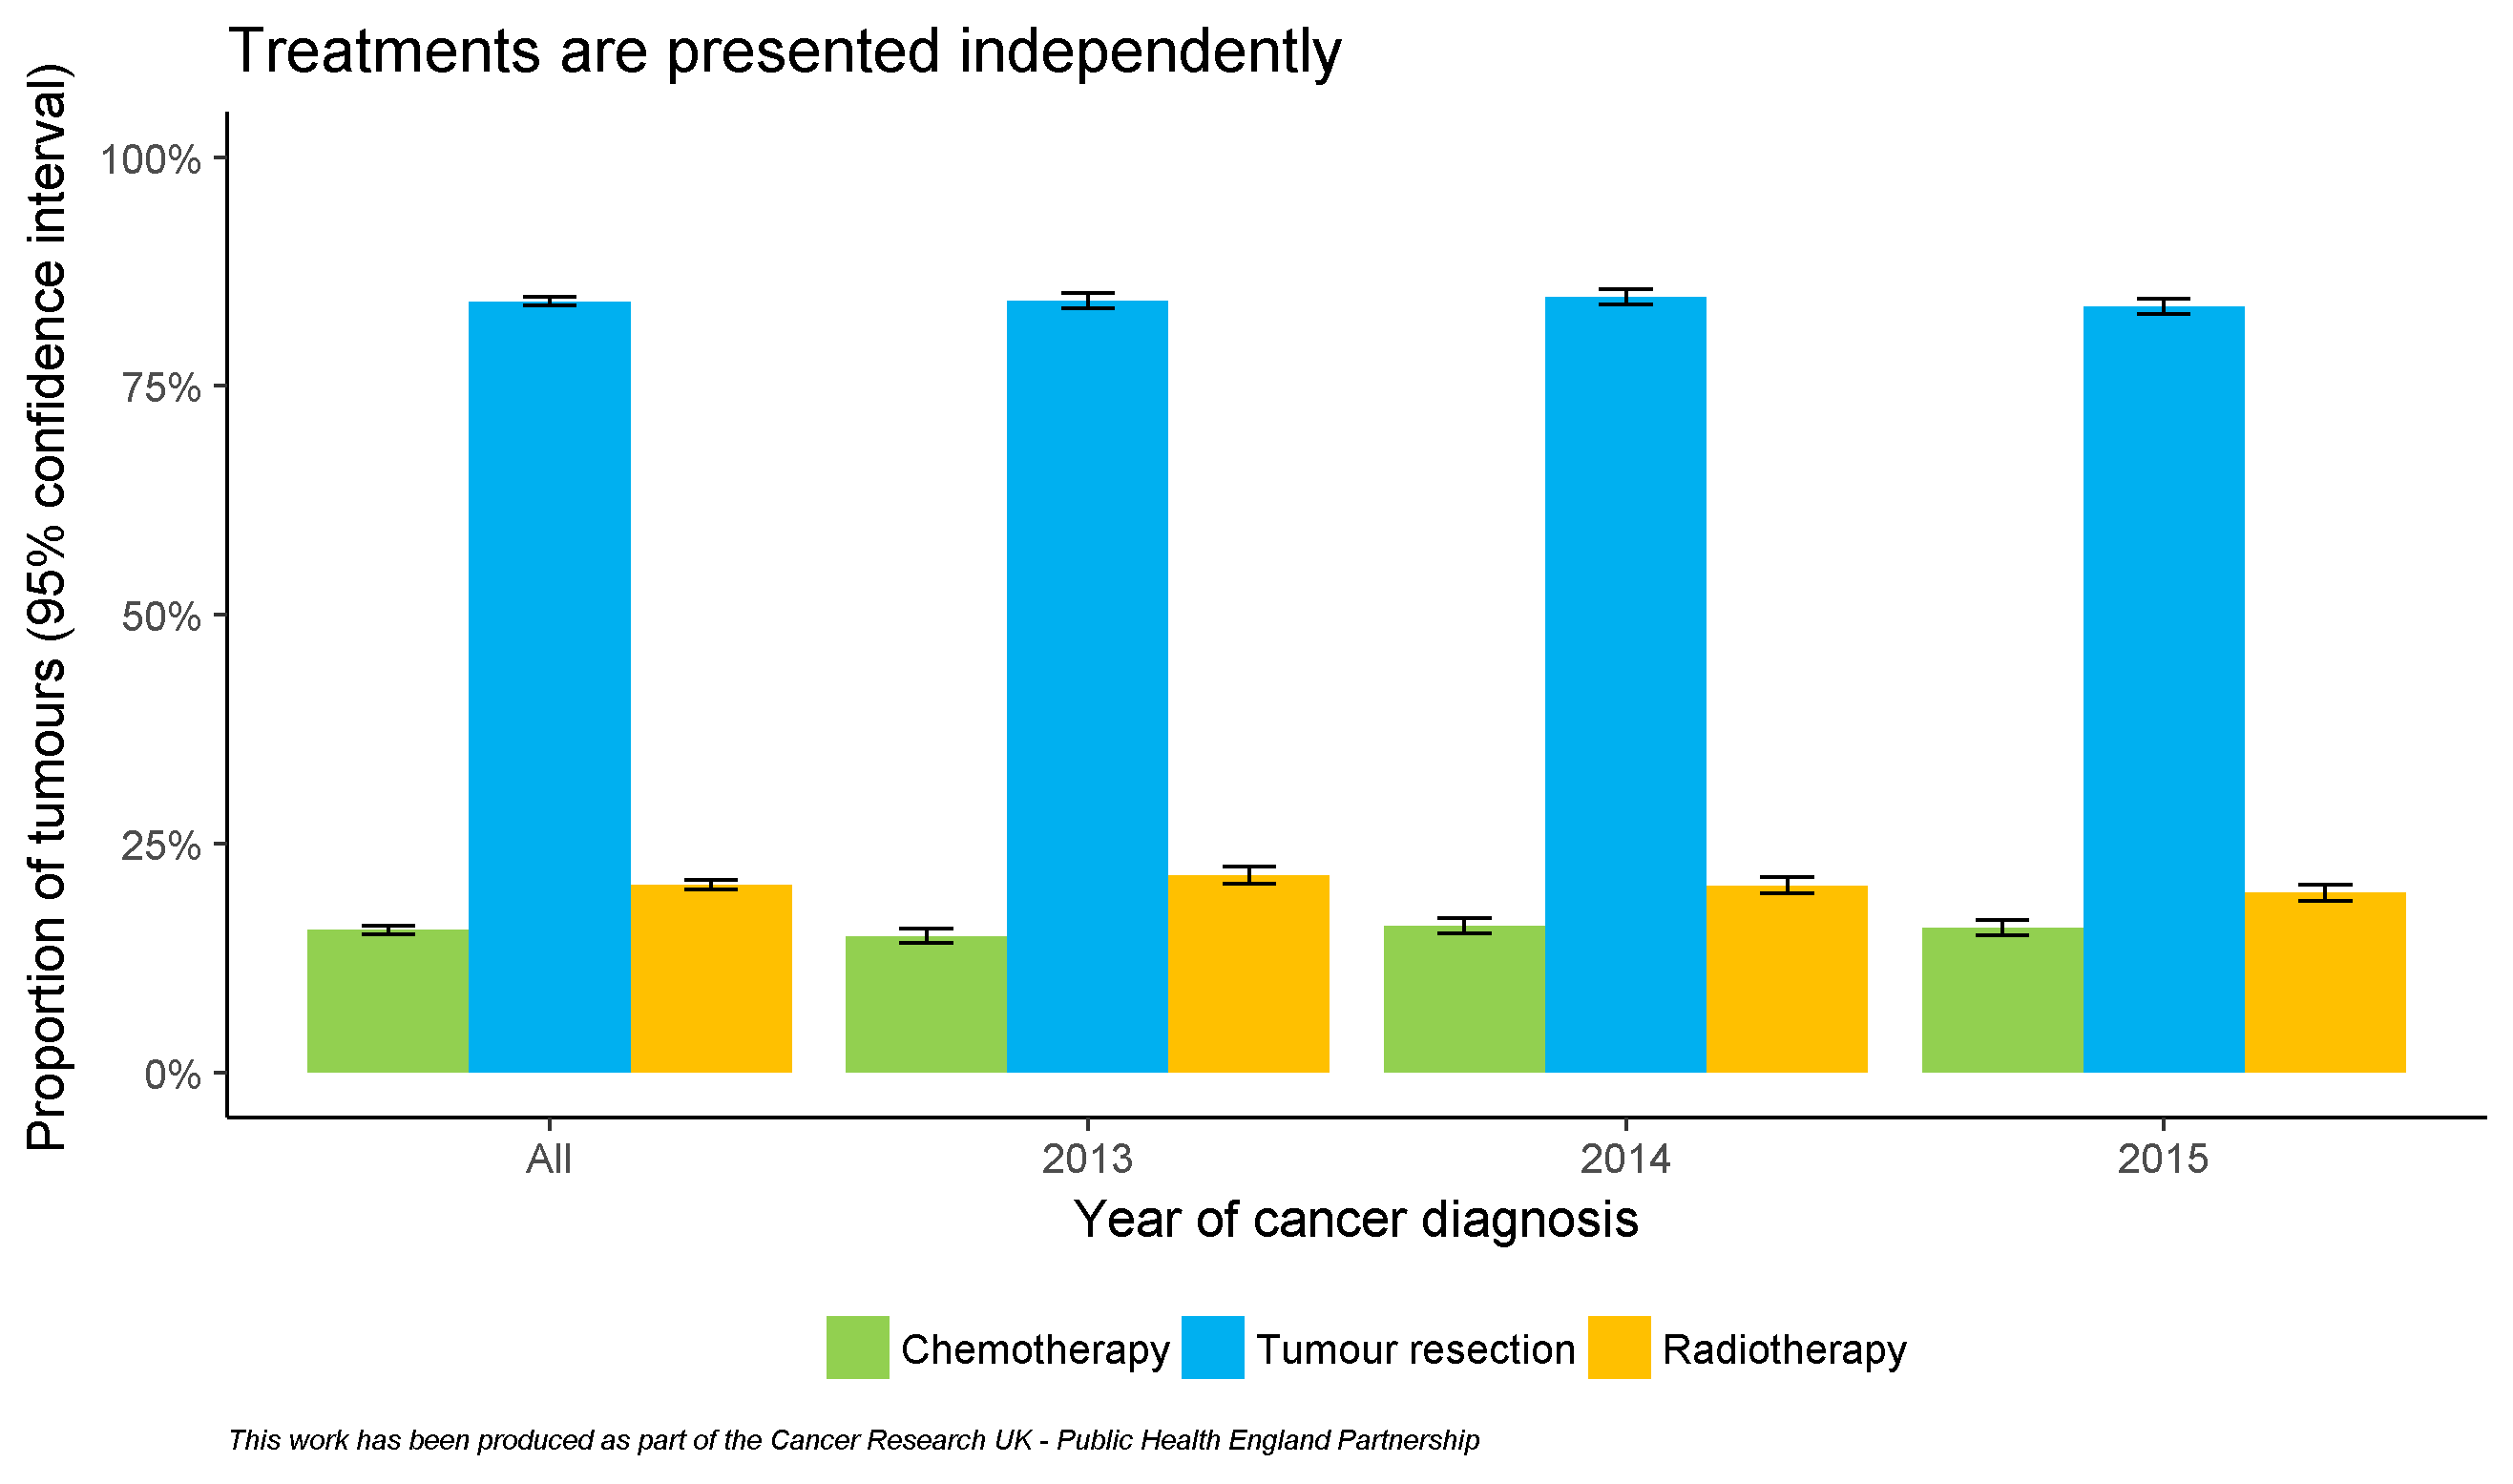 Treatments are presented independently
Proportion of tumours (95% confidence interval)
100%
75%
50%
25%
0%
All 2013 2014 2015
Year of cancer diagnosis
Chemotherapy Tumour resection Radiotherapy
This work has been produced as part of the Cancer Research UK - Public Health England Partnership